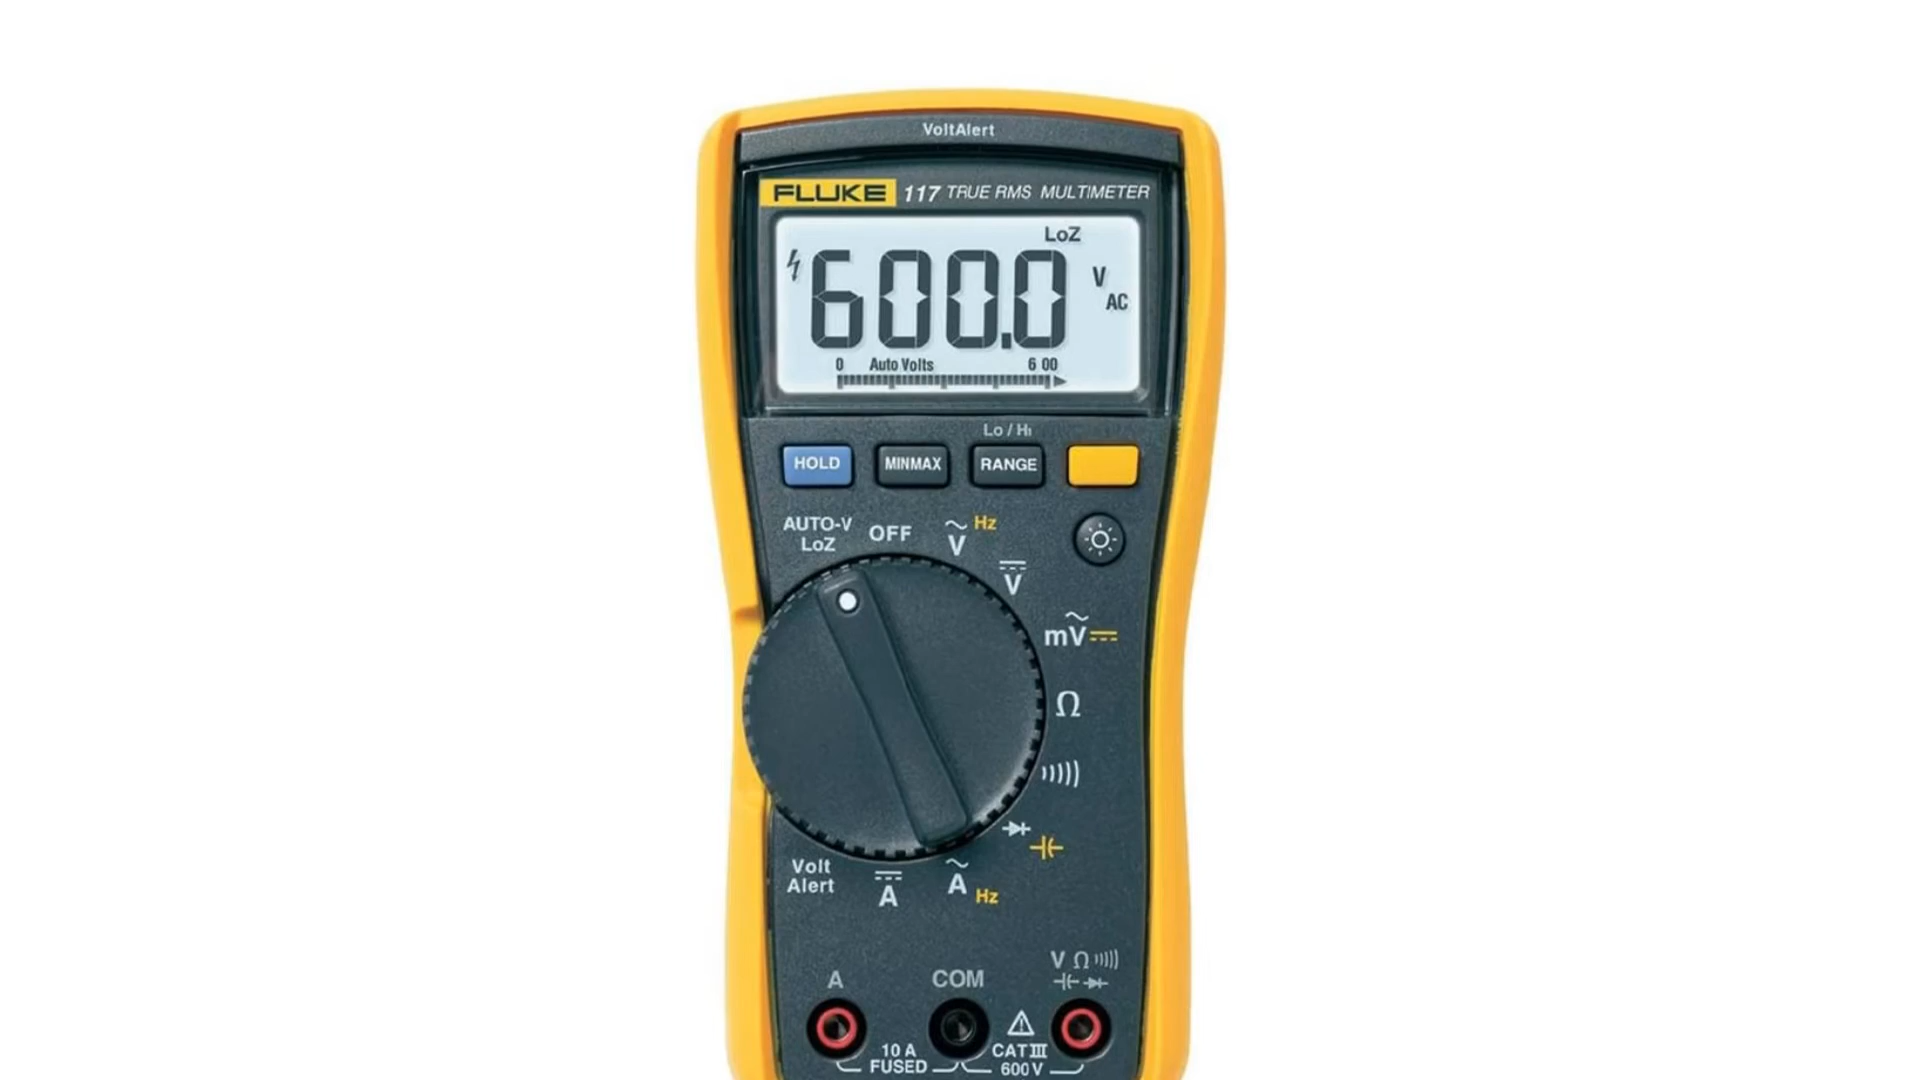 VoltAlert
FLUKE 117 TRUE RMS MULTIMETER
LoZ
600.0 V
AC
0 Auto Volts 6 00
Lo / Hi
HOLD MINMAX RANGE
AUTO-V
LoZ
OFF
Hz
V
V
mV
Ω
Volt
Alert
A
A
Hz
A COM V Ω
10 A
FUSED
CAT III
600V